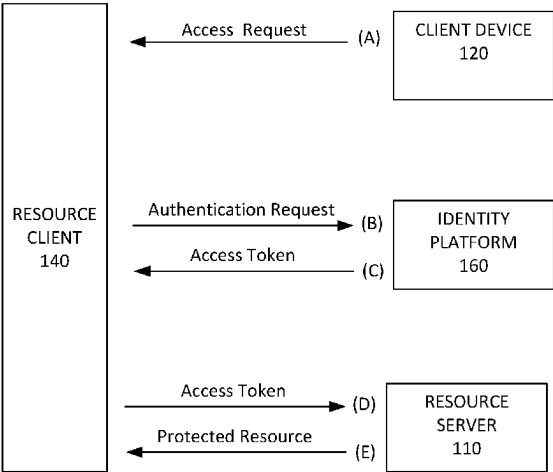 Access Request
(A)
CLIENT DEVICE
120
RESOURCE
CLIENT
140
Authentication Request
(B)
Access Token
(C)
IDENTITY
PLATFORM
160
Access Token
(D)
Protected Resource
(E)
RESOURCE
SERVER
110